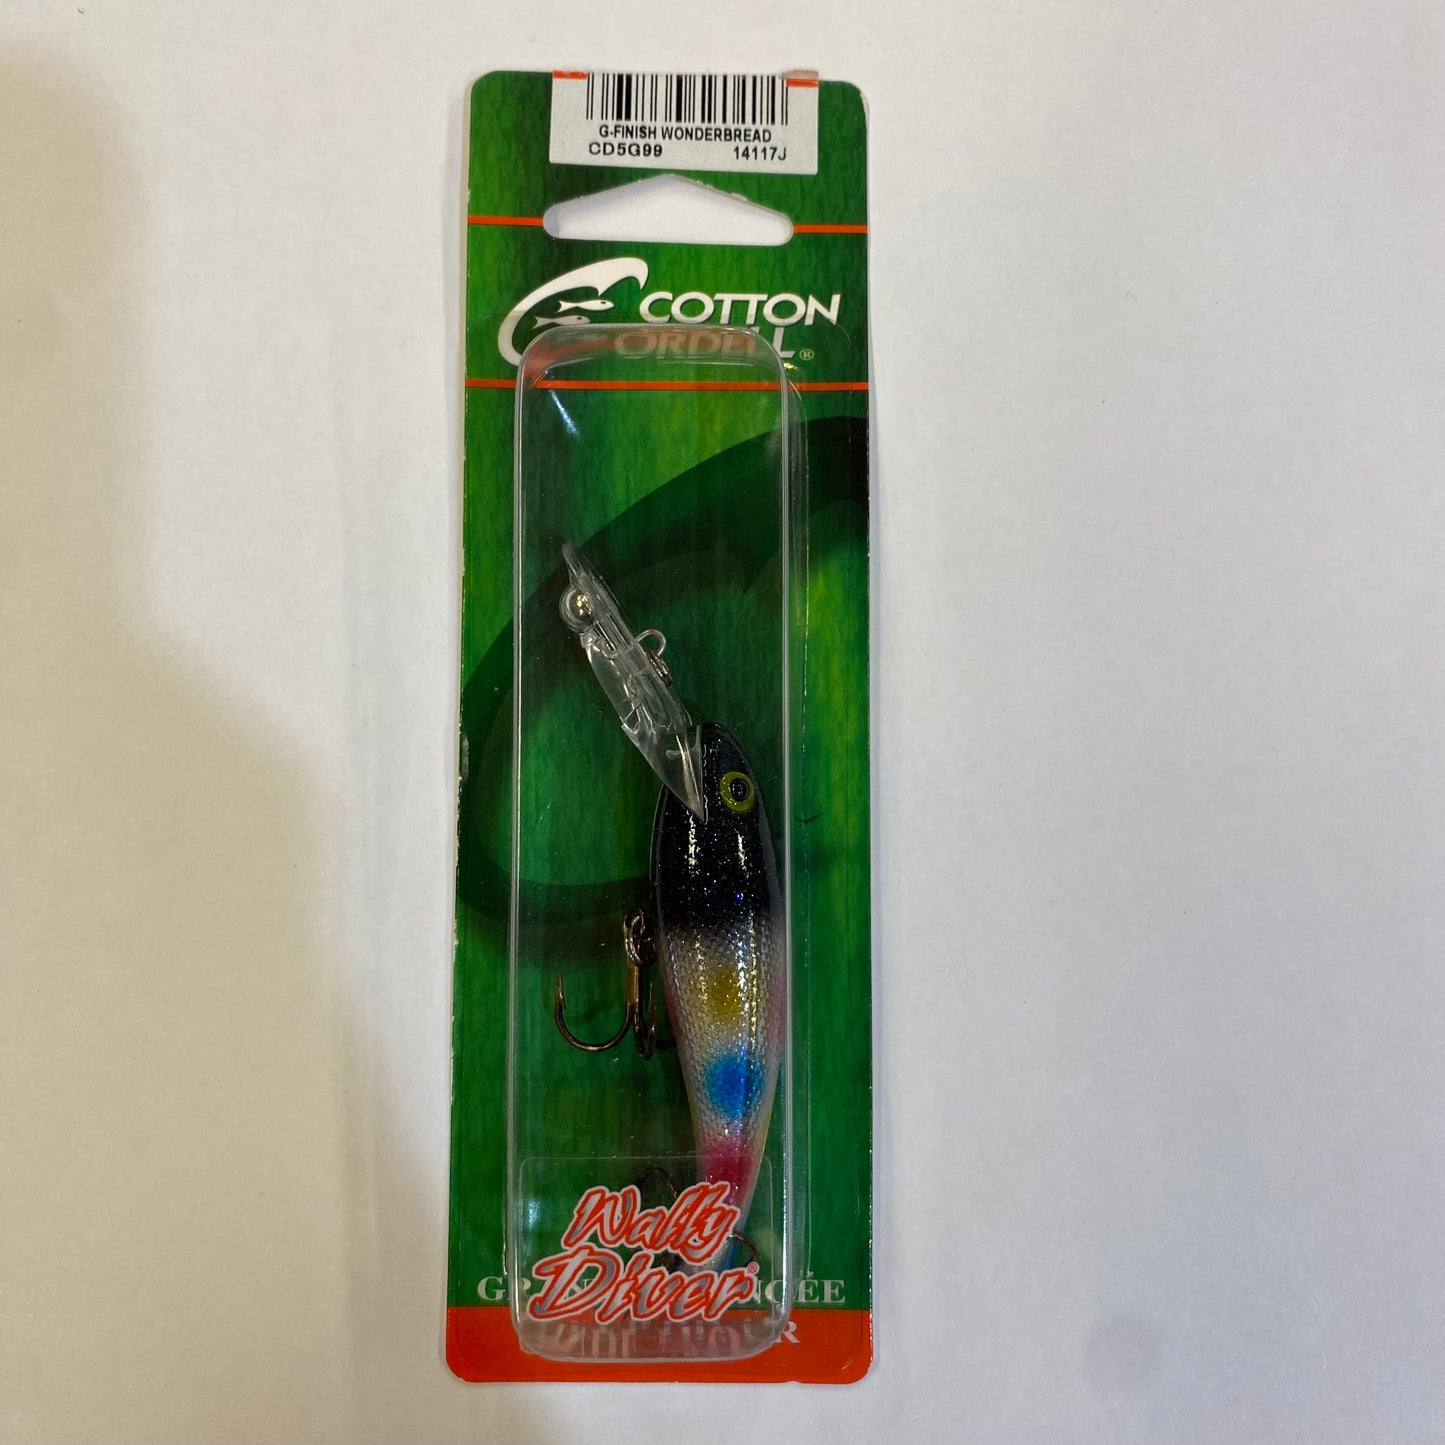 G-FINISH WONDERBREAD
CD5G99 14117J
COTTON
CORDELL®
Wally
Diver®